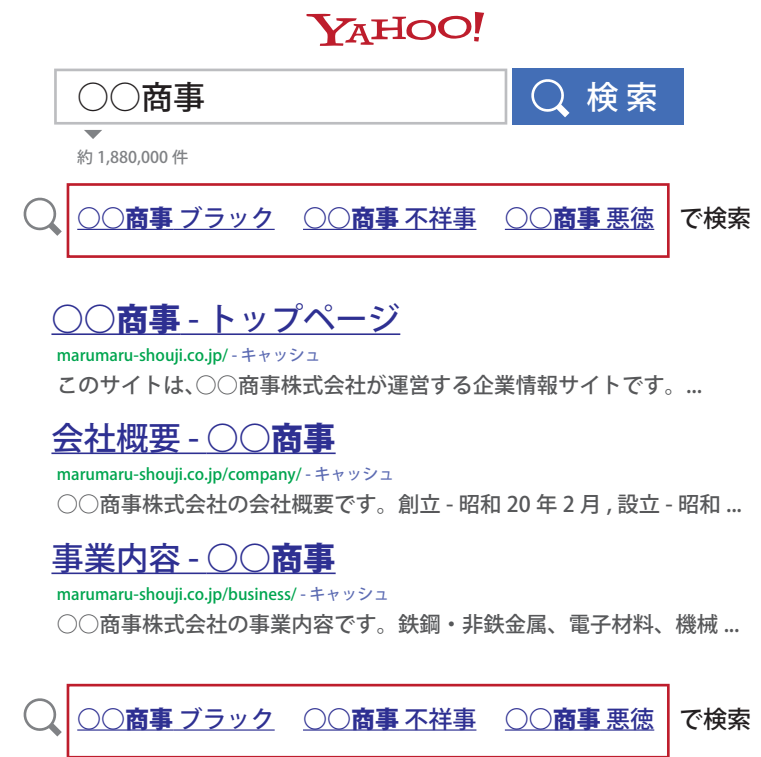 YAHOO!
○○商事 検索
約 1,880,000 件
○○商事 ブラック ○○商事 不祥事 ○○商事 悪徳 で検索
○○商事 - トップページ
marumaru-shouji.co.jp/ - キャッシュ
このサイトは、○○商事株式会社が運営する企業情報サイトです。...
会社概要 - ○○商事
marumaru-shouji.co.jp/company/ - キャッシュ
○○商事株式会社の会社概要です。創立 - 昭和 20 年 2 月 , 設立 - 昭和 ...
事業内容 - ○○商事
marumaru-shouji.co.jp/business/ - キャッシュ
○○商事株式会社の事業内容です。鉄鋼・非鉄金属、電子材料、機械 ...
○○商事 ブラック ○○商事 不祥事 ○○商事 悪徳 で検索